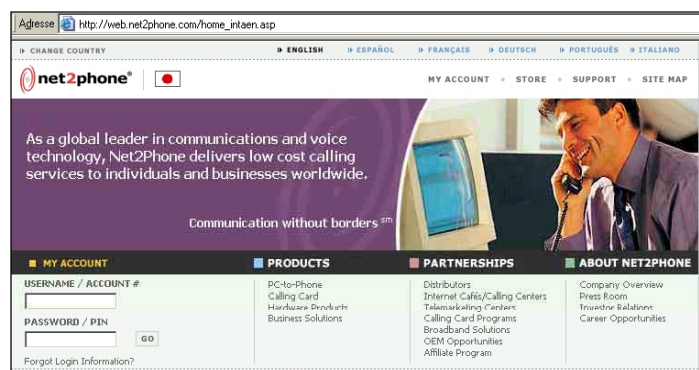 Adresse http://web.net2phone.com/home_intaen.asp
CHANGE COUNTRY ENGLISH ESPAÑOL FRANÇAIS DEUTSCH PORTUGUÊS ITALIANO
net2phone® MY ACCOUNT STORE SUPPORT SITE MAP
As a global leader in communications and voice
technology, Net2Phone delivers low cost calling
services to individuals and businesses worldwide.
Communication without borders sm
MY ACCOUNT PRODUCTS PARTNERSHIPS ABOUT NET2PHONE
USERNAME / ACCOUNT #
PASSWORD / PIN
GO
Forgot Login Information?
PC-to-Phone
Calling Card
Hardware Products
Business Solutions
Distributors
Internet Cafés/Calling Centers
Telemarketing Centers
Calling Card Programs
Broadband Solutions
OEM Opportunities
Affiliate Program
Company Overview
Press Room
Investor Relations
Career Opportunities